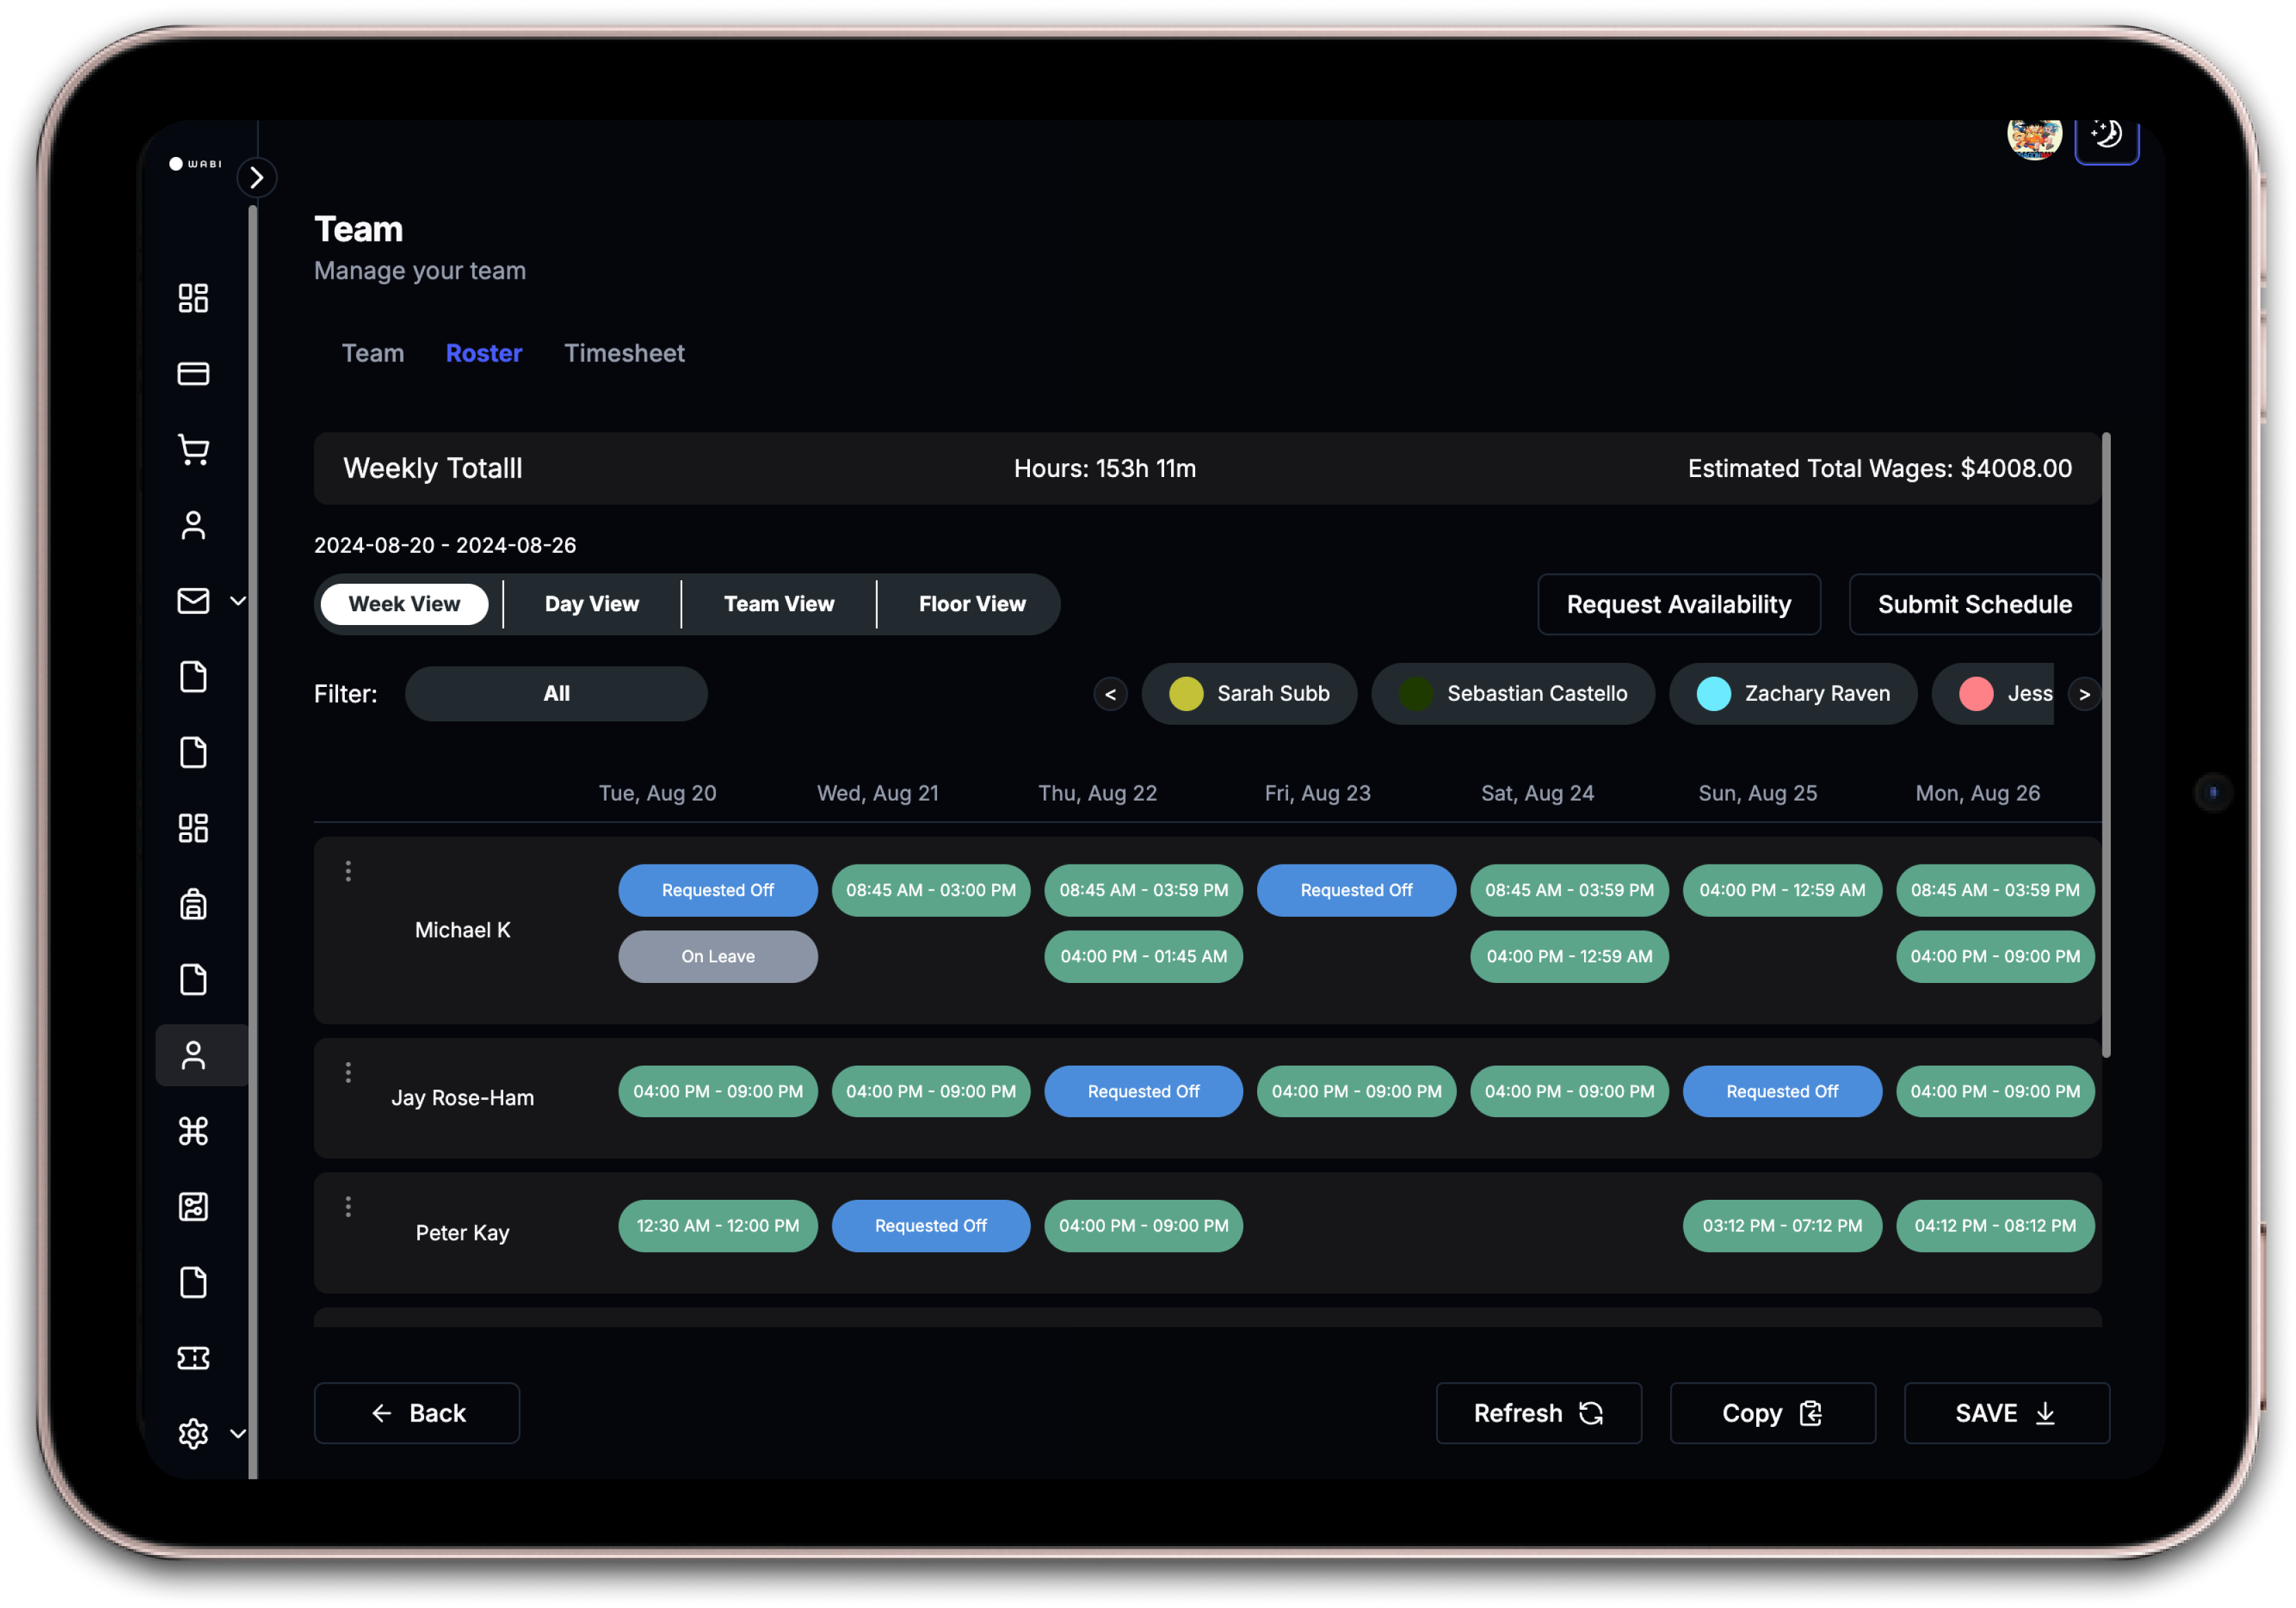 WABI
Team
Manage your team
Team Roster Timesheet
Weekly Totalll Hours: 153h 11m Estimated Total Wages: $4008.00
2024-08-20 - 2024-08-26
Week View Day View Team View Floor View Request Availability Submit Schedule
Filter: All < Sarah Subb Sebastian Castello Zachary Raven Jess >
Tue, Aug 20 Wed, Aug 21 Thu, Aug 22 Fri, Aug 23 Sat, Aug 24 Sun, Aug 25 Mon, Aug 26
Requested Off 08:45 AM - 03:00 PM 08:45 AM - 03:59 PM Requested Off 08:45 AM - 03:59 PM 04:00 PM - 12:59 AM 08:45 AM - 03:59 PM
Michael K
On Leave 04:00 PM - 01:45 AM 04:00 PM - 12:59 AM 04:00 PM - 09:00 PM
Jay Rose-Ham 04:00 PM - 09:00 PM 04:00 PM - 09:00 PM Requested Off 04:00 PM - 09:00 PM 04:00 PM - 09:00 PM Requested Off 04:00 PM - 09:00 PM
Peter Kay 12:30 AM - 12:00 PM Requested Off 04:00 PM - 09:00 PM 03:12 PM - 07:12 PM 04:12 PM - 08:12 PM
Back Refresh Copy SAVE